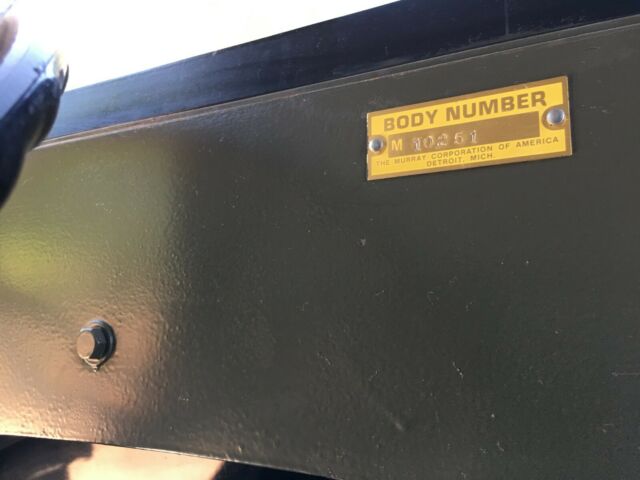 BODY NUMBER
M 10251
THE MURRAY CORPORATION OF AMERICA
DETROIT, MICH